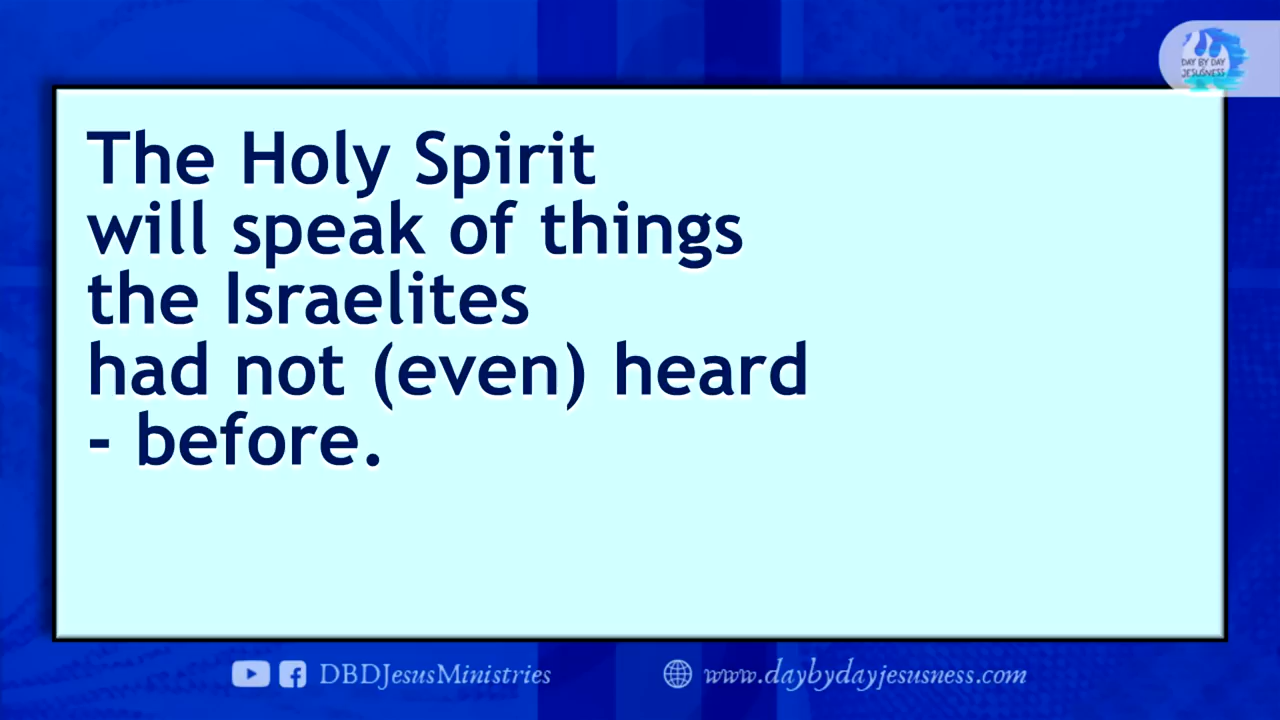 DAY BY DAY
JESUSNESS
The Holy Spirit
will speak of things
the Israelites
had not (even) heard
- before.
DBDJesusMinistries
www.daybydayjesusness.com